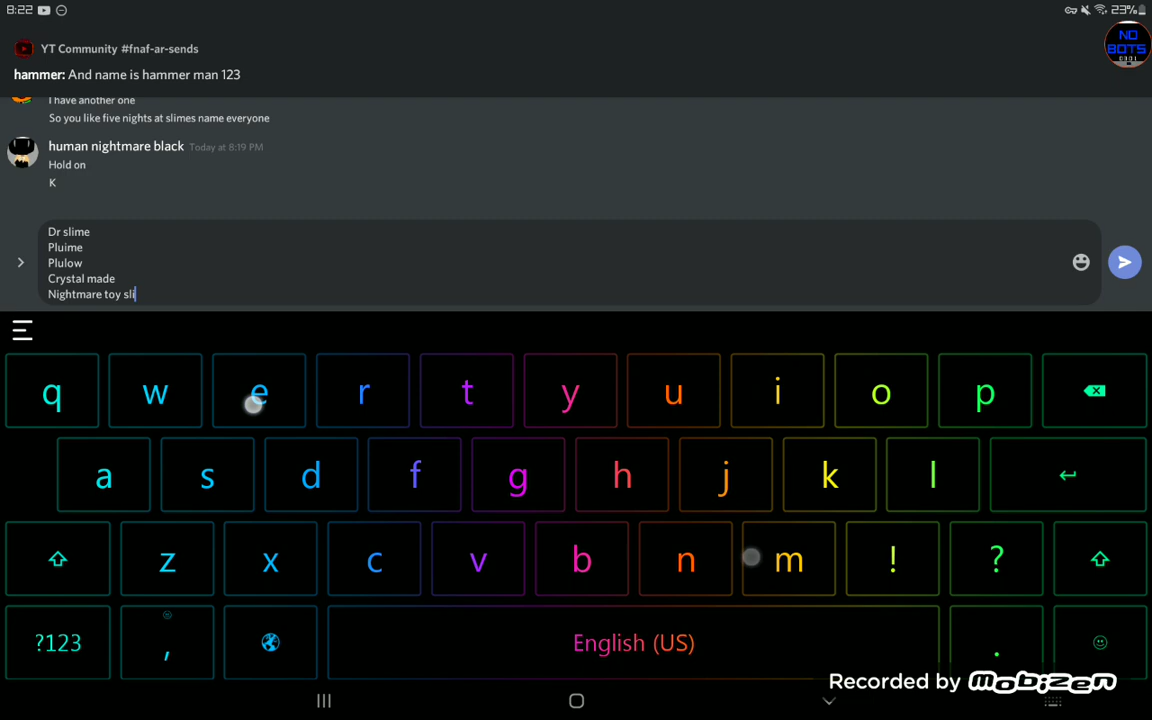 8:22
23%
YT Community #fnaf-ar-sends
hammer: And name is hammer man 123
NO
BOTS
I have another one
So you like five nights at slimes name everyone
human nightmare black Today at 8:19 PM
Hold on
K
Dr slime
Pluime
Plulow
Crystal made
Nightmare toy sli
q w e r t y u i o p
a s d f g h j k l
z x c v b n m ! ?
?123 , English (US) .
Recorded by mobizen